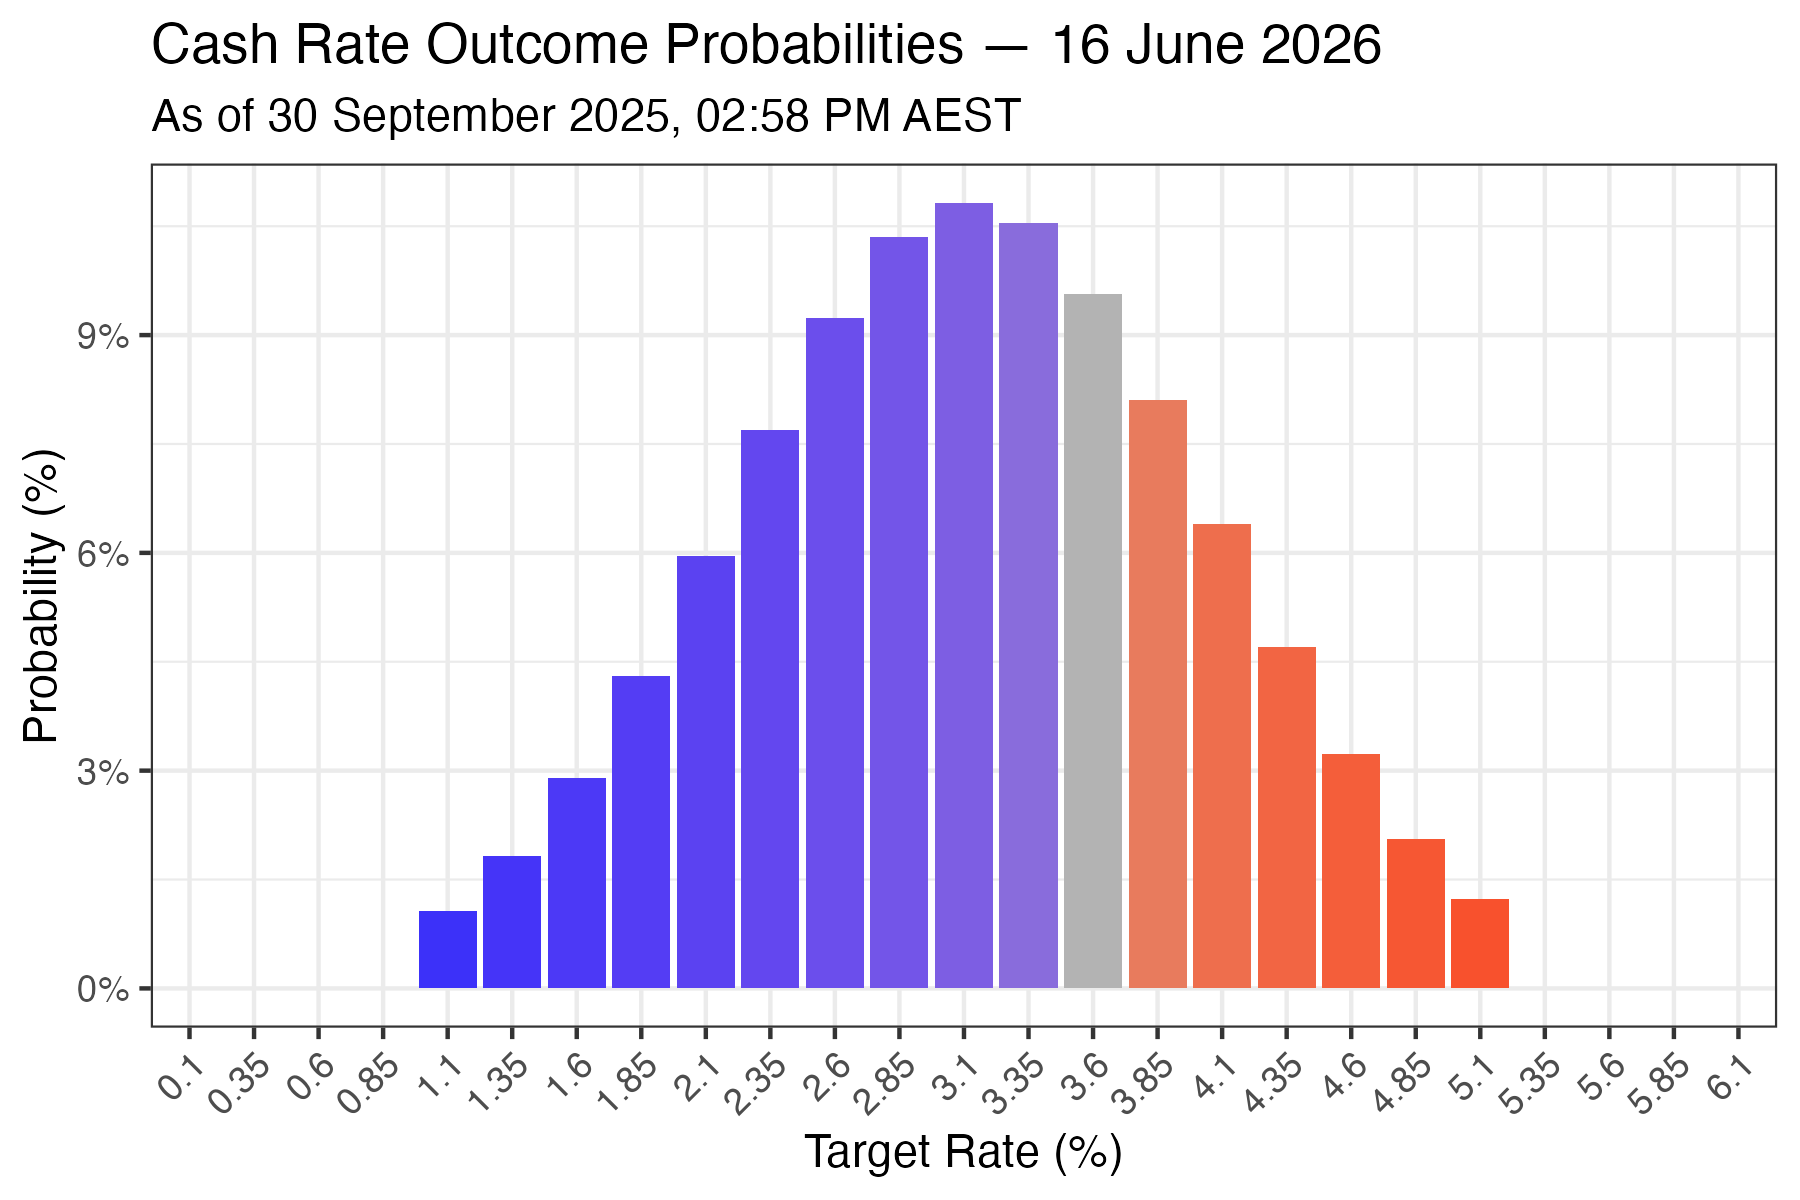 Cash Rate Outcome Probabilities — 16 June 2026
As of 30 September 2025, 02:58 PM AEST
Probability (%)
9%
6%
3%
0%
0.1 0.35 0.6 0.85 1.1 1.35 1.6 1.85 2.1 2.35 2.6 2.85 3.1 3.35 3.6 3.85 4.1 4.35 4.6 4.85 5.1 5.35 5.6 5.85 6.1
Target Rate (%)